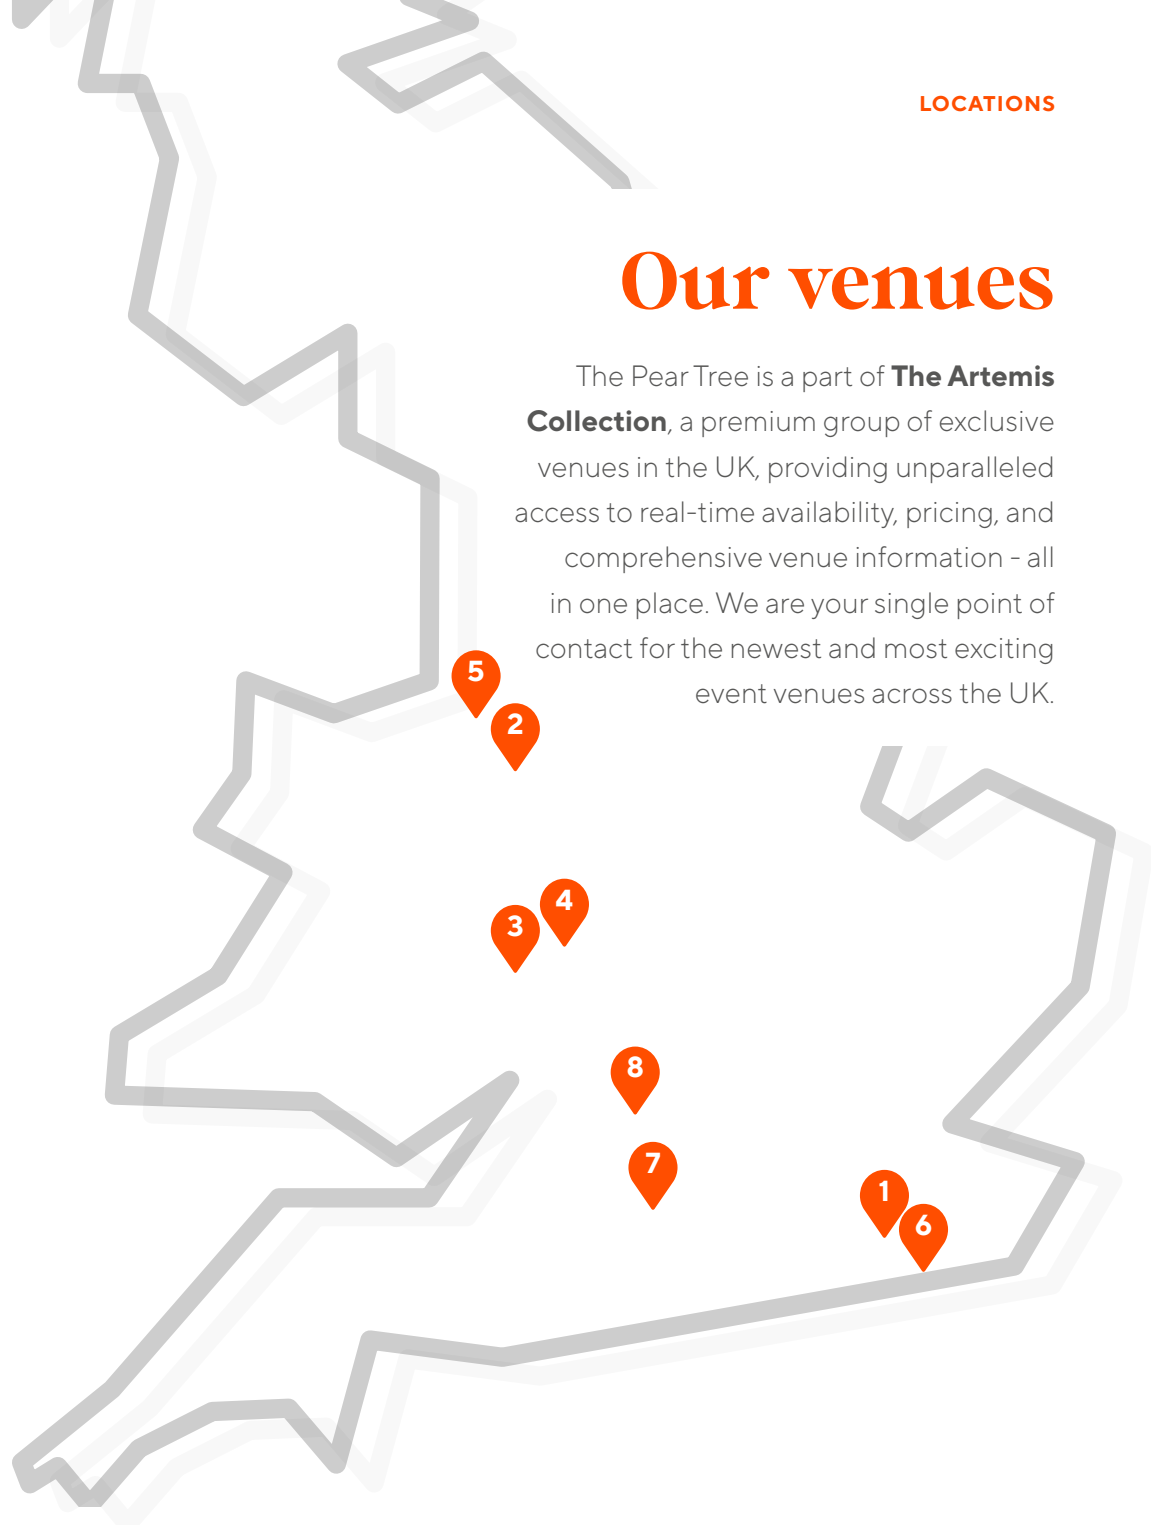 LOCATIONS
Our venues
The Pear Tree is a part of The Artemis
Collection, a premium group of exclusive
venues in the UK, providing unparalleled
access to real-time availability, pricing, and
comprehensive venue information - all
in one place. We are your single point of
contact for the newest and most exciting
event venues across the UK.
5
2
4
3
8
7
1
6